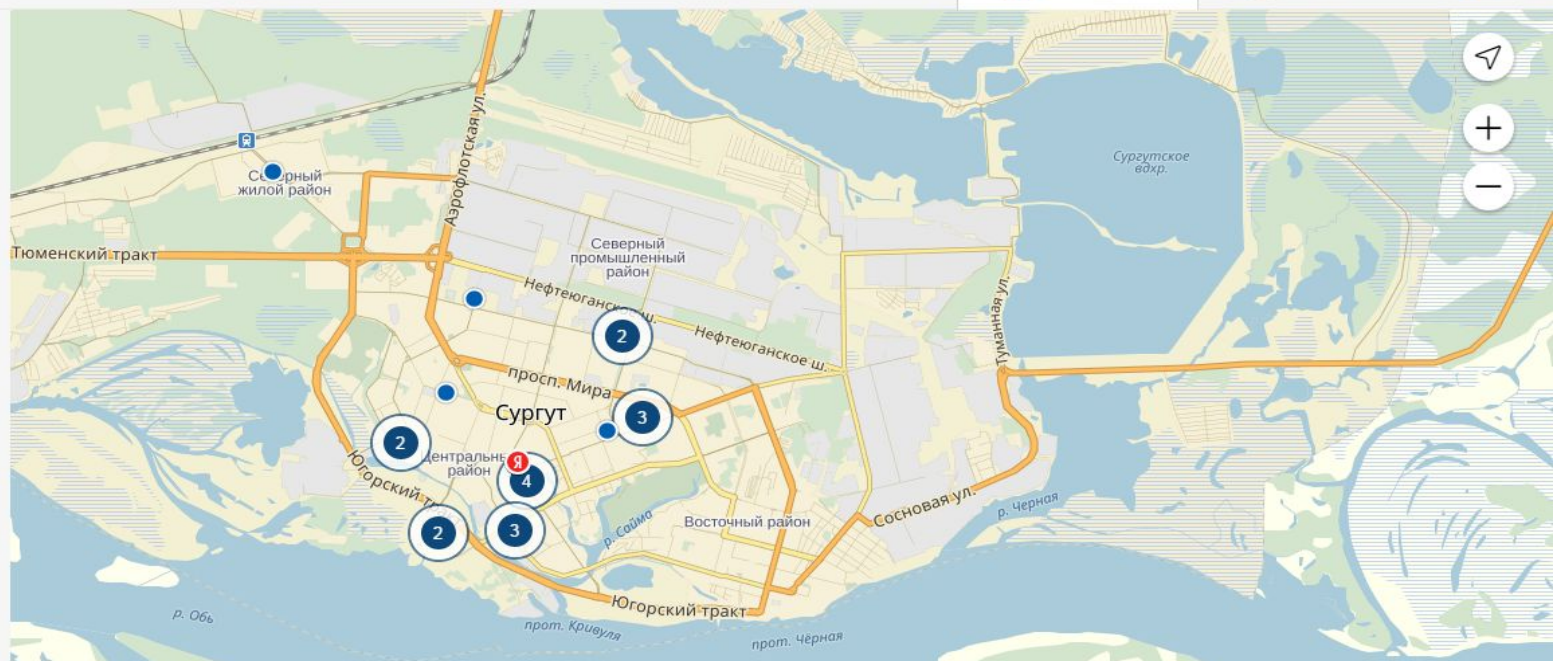 Аэрофлотская ул.
Сургутское
вдхр.
Северный
жилой район
Тюменский тракт
Северный
промышленный
район
Нефтеюганское ш.
Нефтеюганское ш.
Туманная ул.
2
просп. Мира
Сургут
3
2
Центральный
район
Я
4
Югорский тракт
2
3
р. Сайма
Восточный район
Сосновая ул.
р. Черная
Югорский тракт
р. Обь
прот. Кривуля
прот. Чёрная